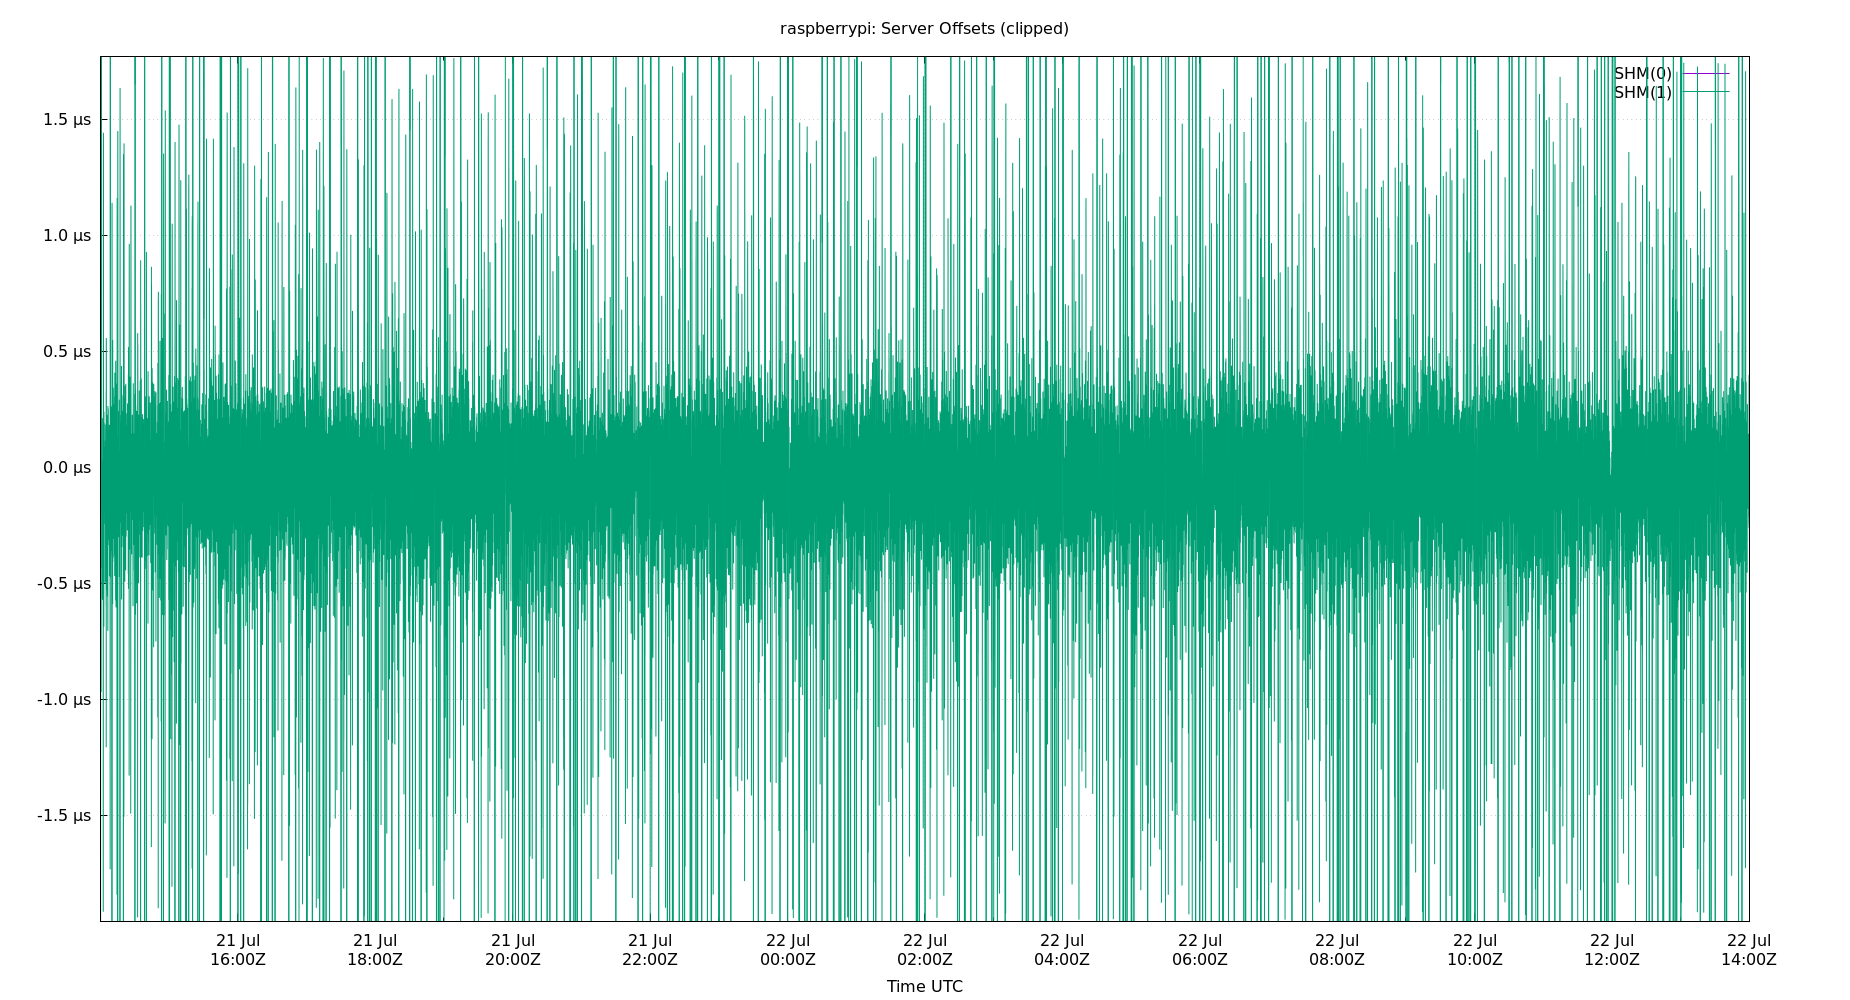 raspberrypi: Server Offsets (clipped)
SHM(0)
SHM(1)
1.5 µs
1.0 µs
0.5 µs
0.0 µs
-0.5 µs
-1.0 µs
-1.5 µs
21 Jul 21 Jul 21 Jul 21 Jul 22 Jul 22 Jul 22 Jul 22 Jul 22 Jul 22 Jul 22 Jul 22 Jul
16:00Z 18:00Z 20:00Z 22:00Z 00:00Z 02:00Z 04:00Z 06:00Z 08:00Z 10:00Z 12:00Z 14:00Z
Time UTC